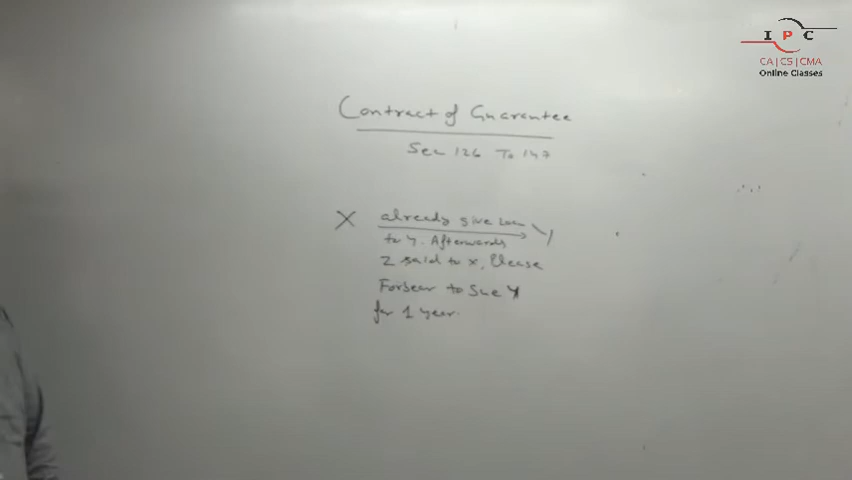 I P C
CA|CS|CMA
Online Classes
Contract of Guarantee
Sec 126 To 147
X already give Loan Y
to Y. Afterwards
Z said to X, Please
Forbear to Sue Y
for 1 year.